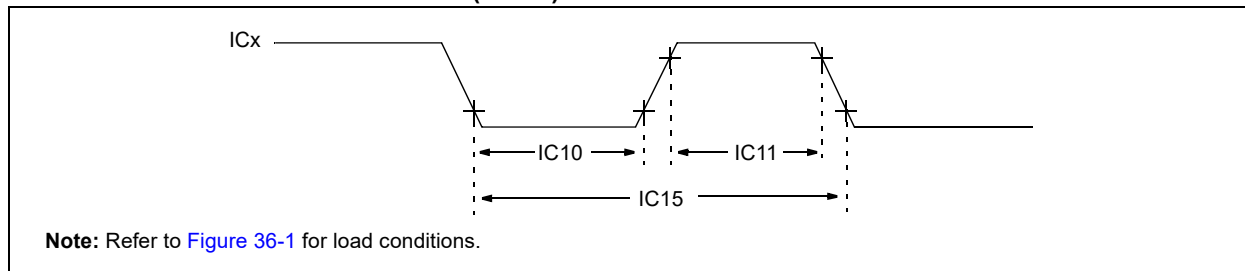 ICx
IC10
IC11
IC15
Note: Refer to Figure 36-1 for load conditions.